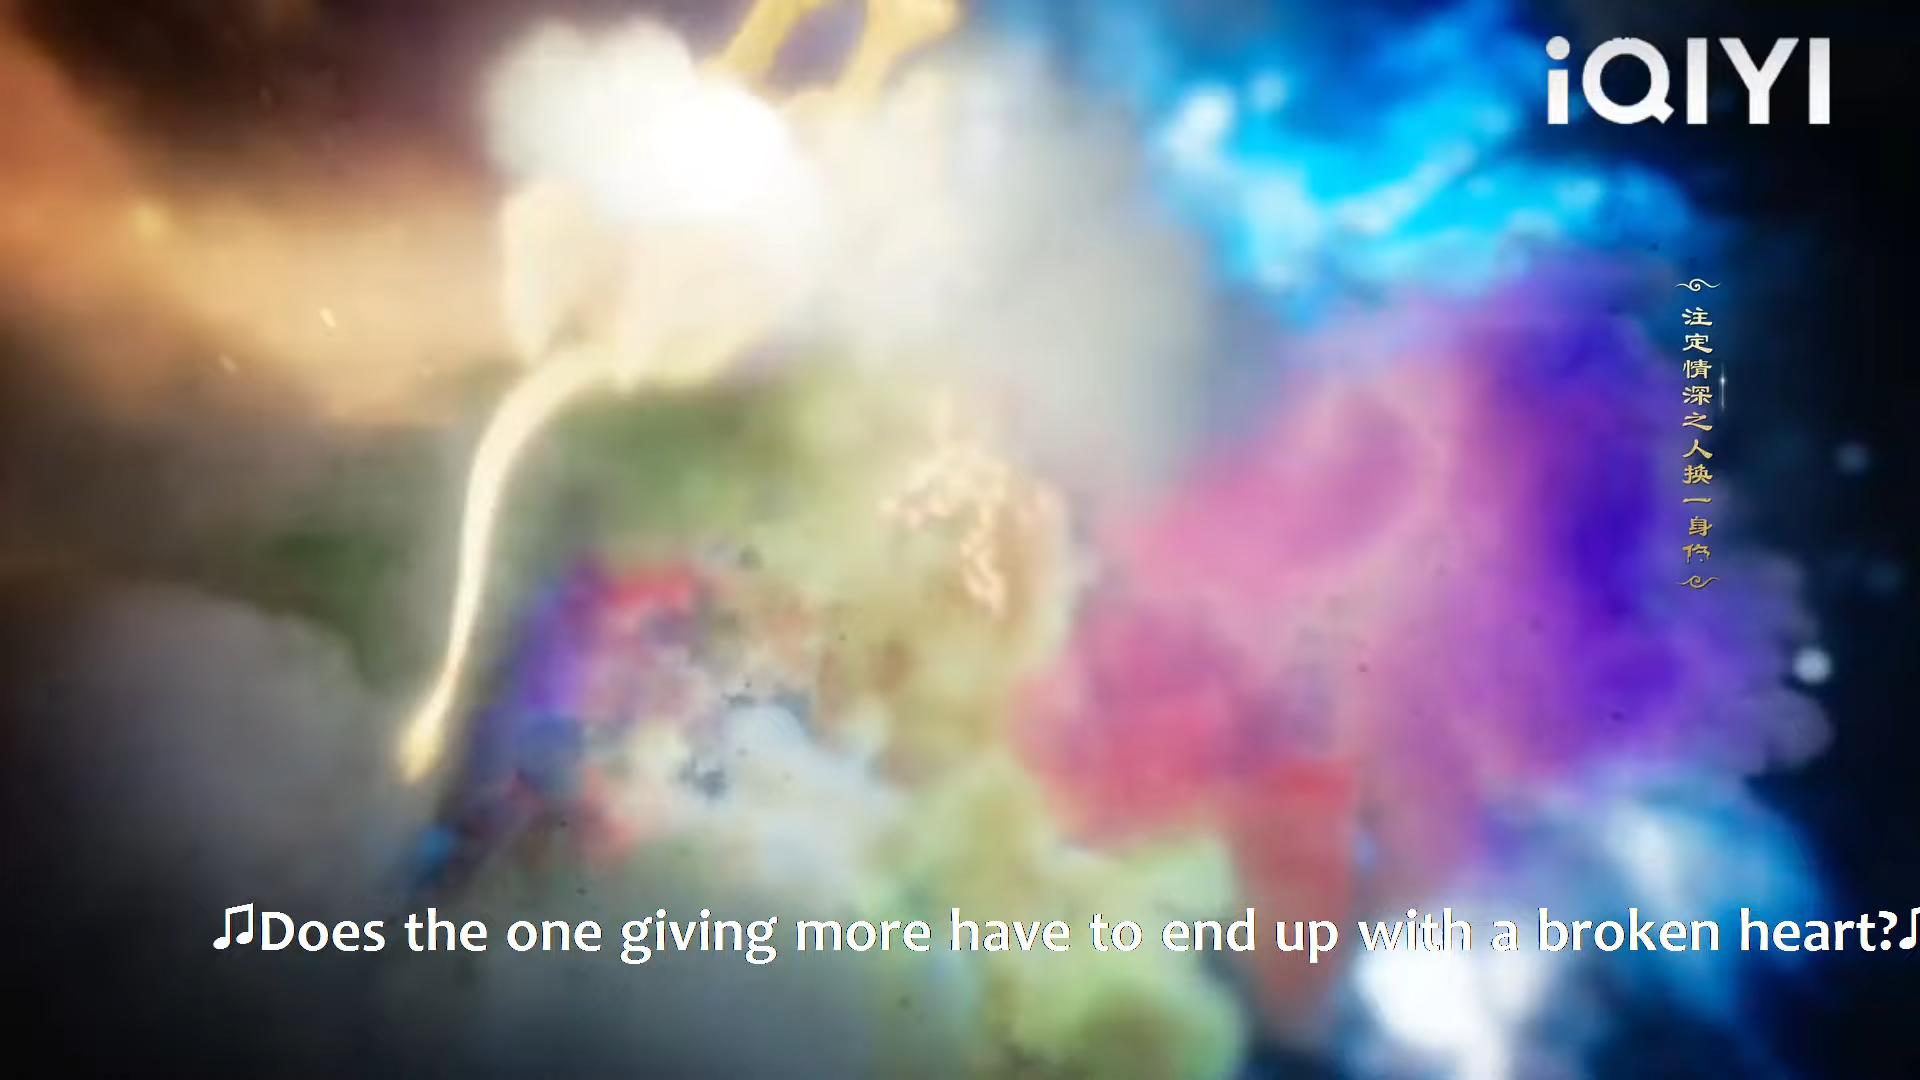 iQIYI
注定情深之人换一身伤
♫Does the one giving more have to end up with a broken heart?♫